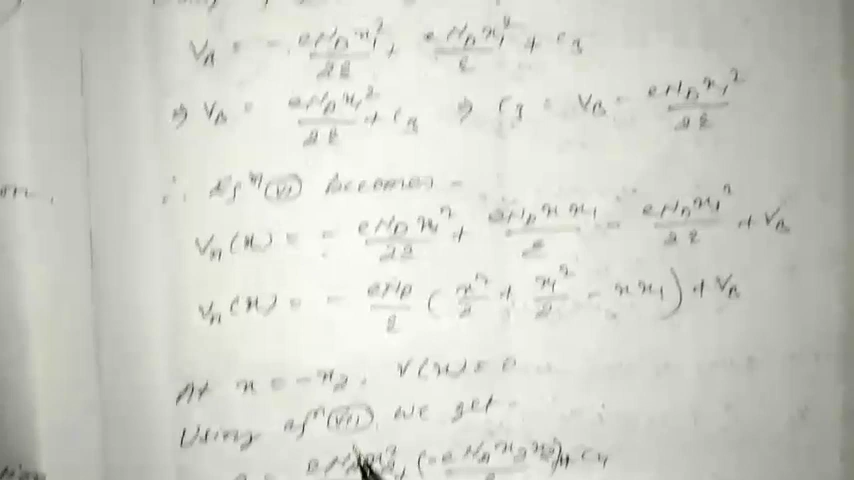 V_B = - eN_D x_1^2 / 2ε + eN_D x_1^2 / ε + C_3
⇒ V_B = eN_D x_1^2 / 2ε + C_3 ⇒ C_3 = V_B - eN_D x_1^2 / 2ε
∴ Eq^n (VI) becomes -
V_n(x) = - eN_D x^2 / 2ε + eN_D x x_1 / ε - eN_D x_1^2 / 2ε + V_B
V_n(x) = - eN_D / ε ( x^2 / 2 + x_1^2 / 2 - x x_1 ) + V_B
At x = -x_2, V(x) = 0
Using eq^n (VII), we get -